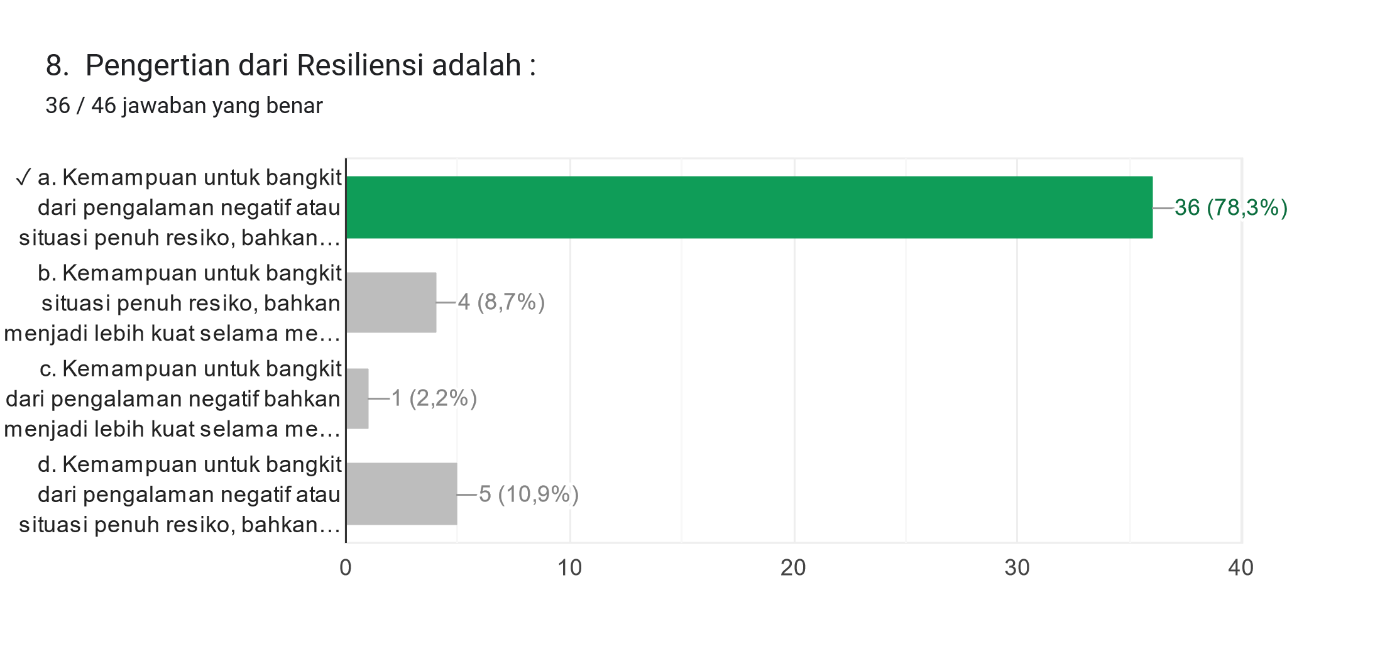 8. Pengertian dari Resiliensi adalah :
36 / 46 jawaban yang benar
✓ a. Kemampuan untuk bangkit
dari pengalaman negatif atau
situasi penuh resiko, bahkan…
36 (78,3%)
b. Kemampuan untuk bangkit
situasi penuh resiko, bahkan
menjadi lebih kuat selama me…
4 (8,7%)
c. Kemampuan untuk bangkit
dari pengalaman negatif bahkan
menjadi lebih kuat selama me…
1 (2,2%)
d. Kemampuan untuk bangkit
dari pengalaman negatif atau
situasi penuh resiko, bahkan…
5 (10,9%)
0 10 20 30 40